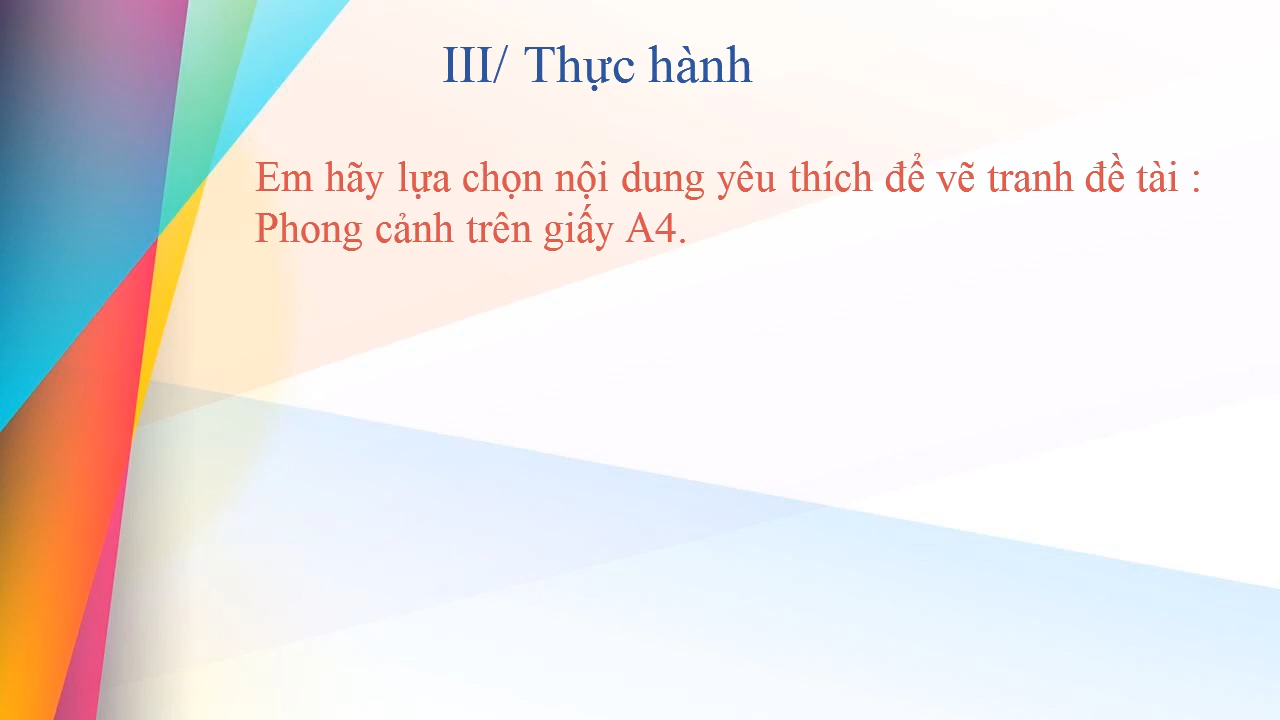 III/ Thực hành
Em hãy lựa chọn nội dung yêu thích để vẽ tranh đề tài :
Phong cảnh trên giấy A4.